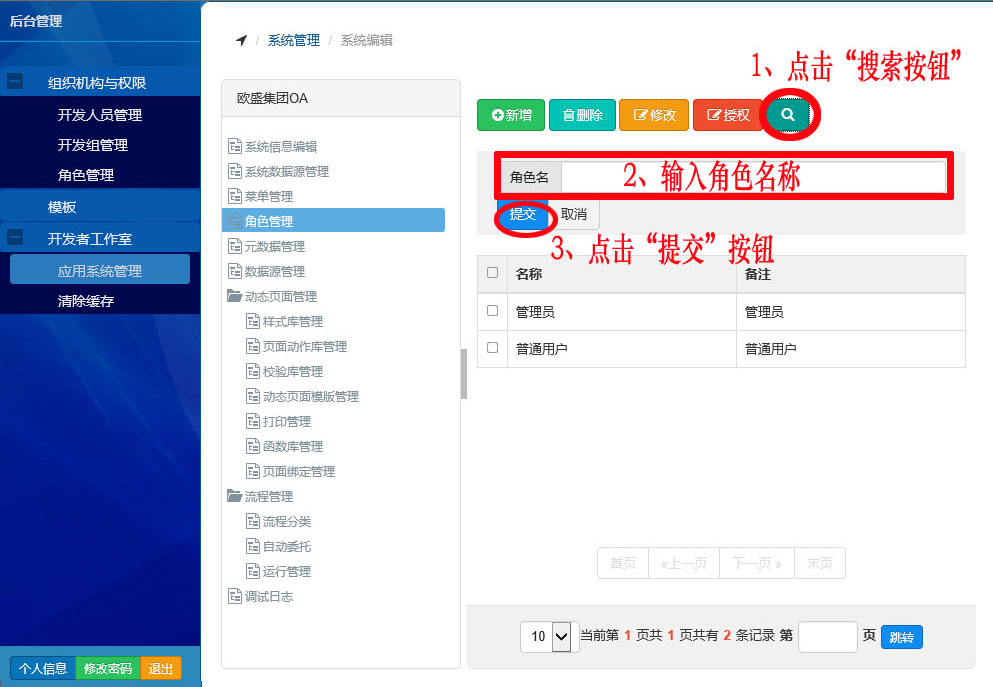 后台管理
组织机构与权限
开发人员管理
开发组管理
角色管理
模板
开发者工作室
应用系统管理
清除缓存
个人信息 修改密码 退出
/ 系统管理 / 系统编辑
欧盛集团OA
系统信息编辑
系统数据源管理
菜单管理
角色管理
元数据管理
数据源管理
动态页面管理
样式库管理
页面动作库管理
校验库管理
动态页面模版管理
打印管理
函数库管理
页面绑定管理
流程管理
流程分类
自动委托
运行管理
调试日志
1、点击“搜索按钮”
新增 删除 修改 授权
角色名 2、输入角色名称
提交 取消
3、点击“提交”按钮
名称 备注
管理员 管理员
普通用户 普通用户
首页 «上一页 下一页» 末页
10 当前第 1 页共 1 页共有 2 条记录 第 页 跳转